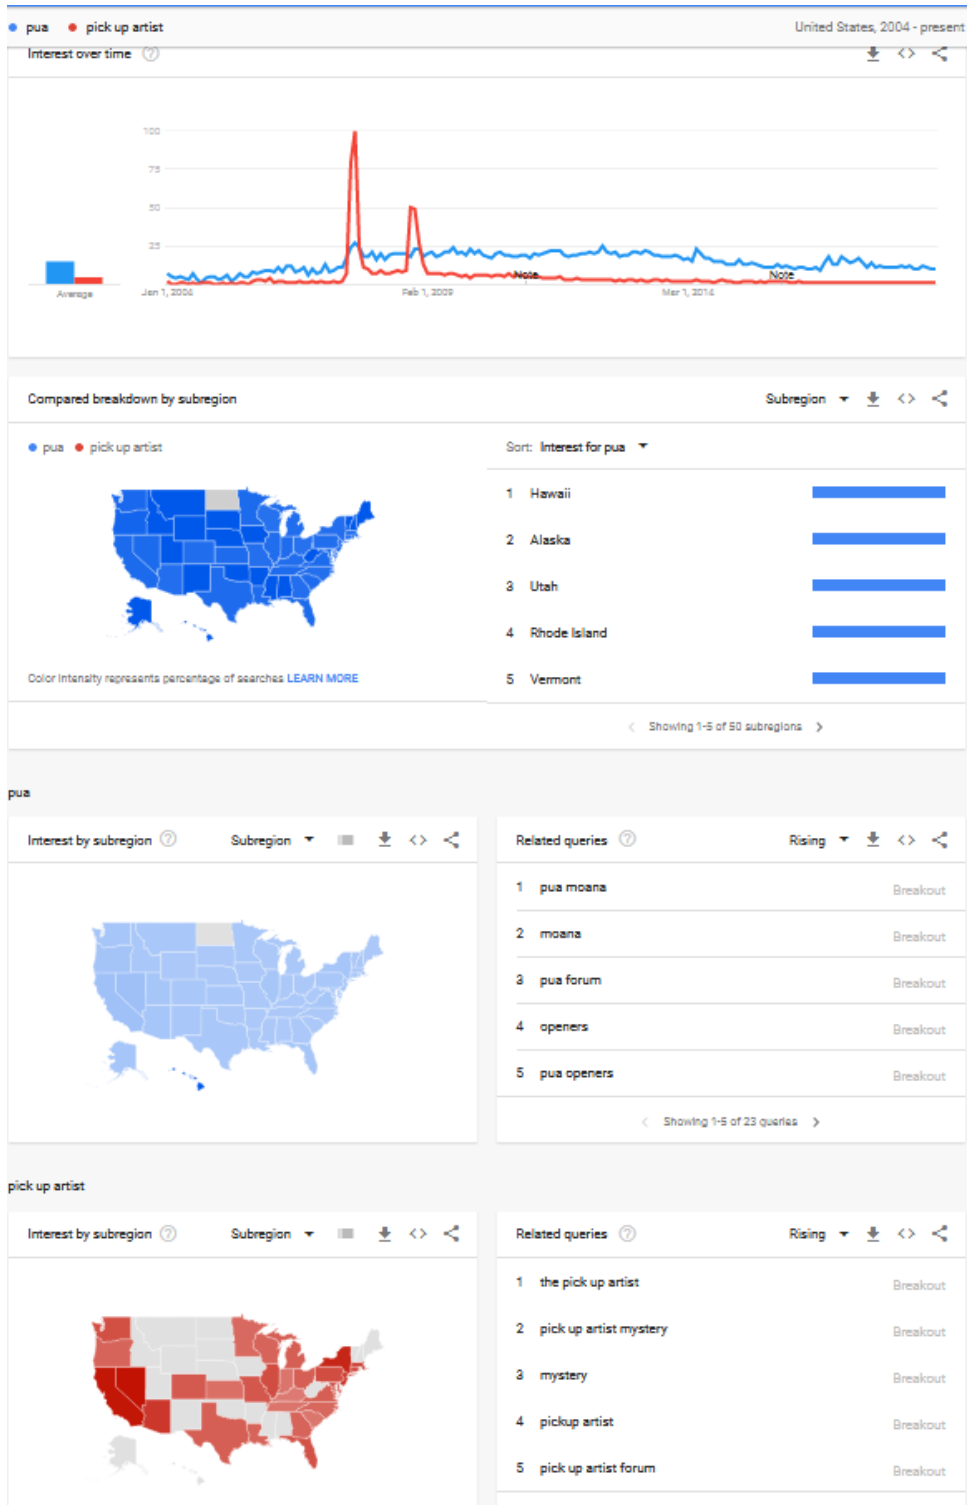 pua pick up artist United States, 2004 - present
Interest over time
100
75
50
25
Note Note
Average Jan 1, 2004 Feb 1, 2009 Mar 1, 2014
Compared breakdown by subregion Subregion
pua pick up artist Sort: Interest for pua
1 Hawaii
2 Alaska
3 Utah
4 Rhode Island
5 Vermont
Color intensity represents percentage of searches LEARN MORE
Showing 1-5 of 50 subregions
pua
Interest by subregion Subregion
Related queries Rising
1 pua moana Breakout
2 moana Breakout
3 pua forum Breakout
4 openers Breakout
5 pua openers Breakout
Showing 1-5 of 23 queries
pick up artist
Interest by subregion Subregion
Related queries Rising
1 the pick up artist Breakout
2 pick up artist mystery Breakout
3 mystery Breakout
4 pickup artist Breakout
5 pick up artist forum Breakout